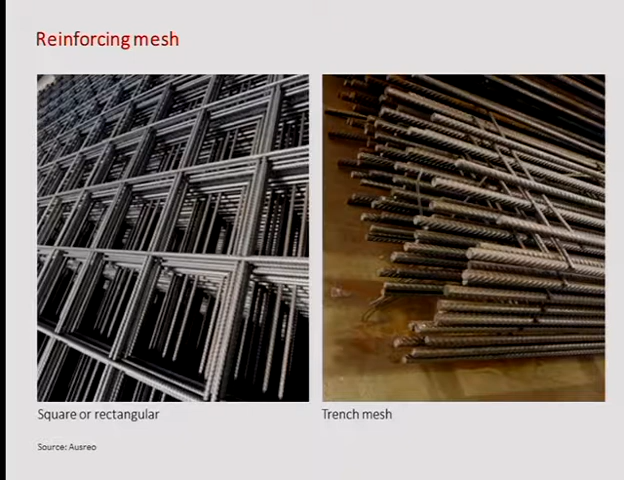 Reinforcing mesh
Square or rectangular
Trench mesh
Source: Ausreo